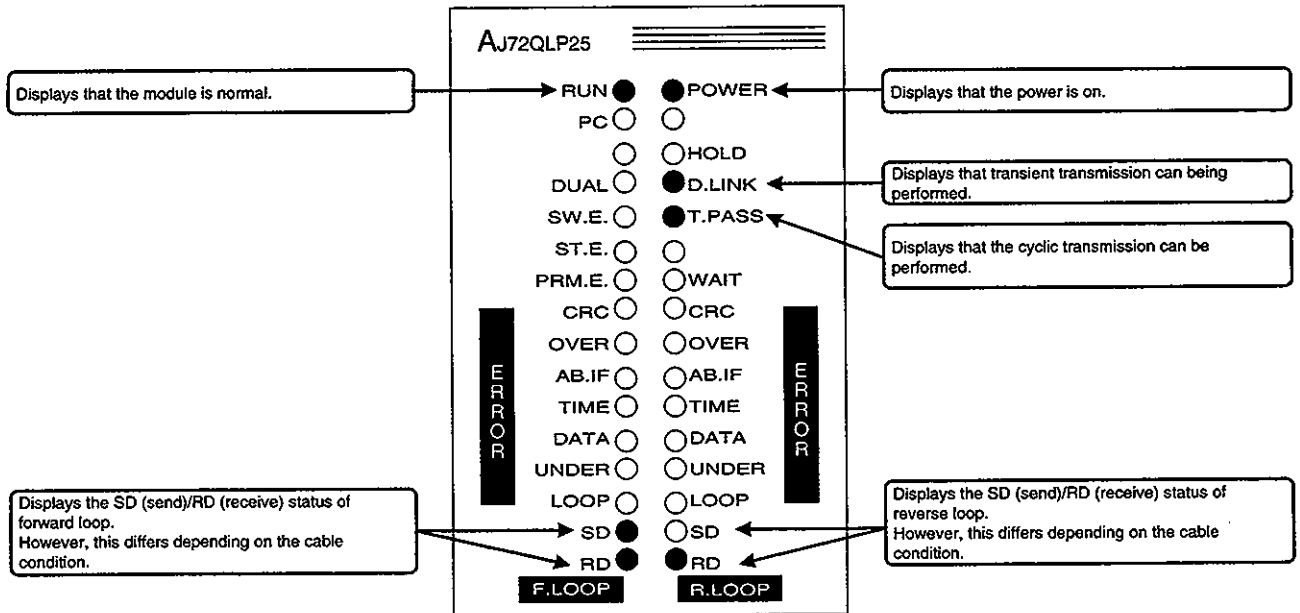 AJ72QLP25
Displays that the module is normal.
RUN POWER
Displays that the power is on.
PC
HOLD
DUAL D.LINK
Displays that transient transmission can being
performed.
SW.E. T.PASS
Displays that the cyclic transmission can be
performed.
ST.E.
PRM.E. WAIT
CRC CRC
OVER OVER
AB.IF AB.IF
TIME TIME
DATA DATA
UNDER UNDER
LOOP LOOP
SD SD
RD RD
ERROR
ERROR
Displays the SD (send)/RD (receive) status of
forward loop.
However, this differs depending on the cable
condition.
Displays the SD (send)/RD (receive) status of
reverse loop.
However, this differs depending on the cable
condition.
F.LOOP R.LOOP